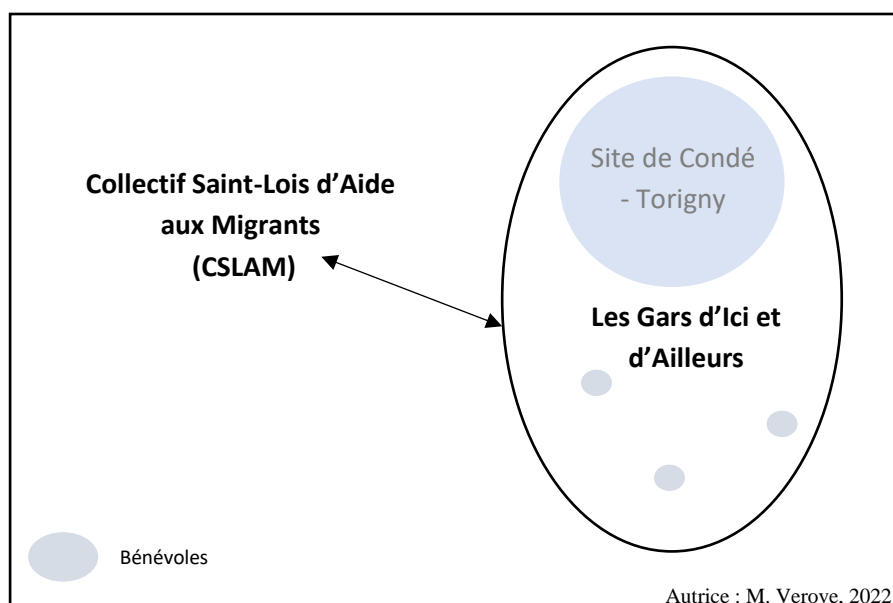 Collectif Saint-Lois d'Aide
aux Migrants
(CSLAM)
Site de Condé
- Torigny
Les Gars d'Ici et
d'Ailleurs
Bénévoles
Autrice : M. Veroye, 2022